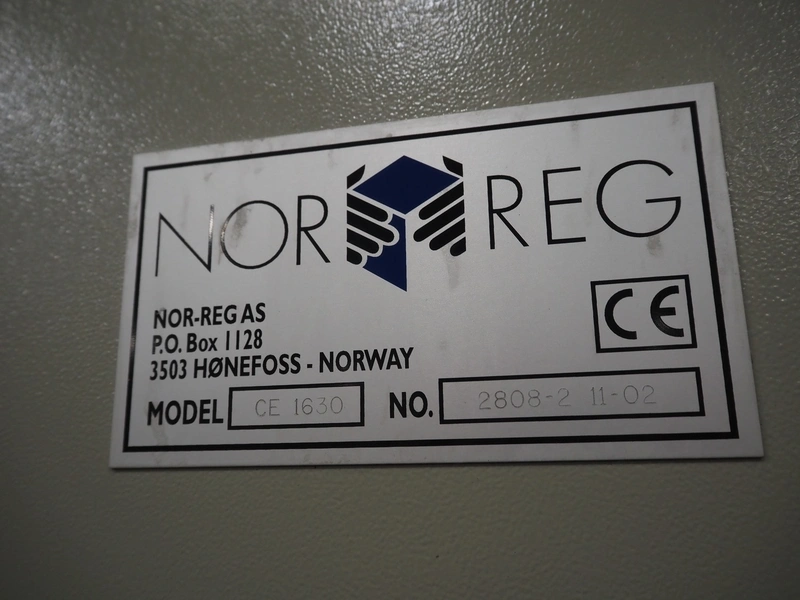 NOR REG
CE
NOR-REG AS
P.O. Box 1128
3503 HØNEFOSS - NORWAY
MODEL CE 1630 NO. 2808-2 11-02